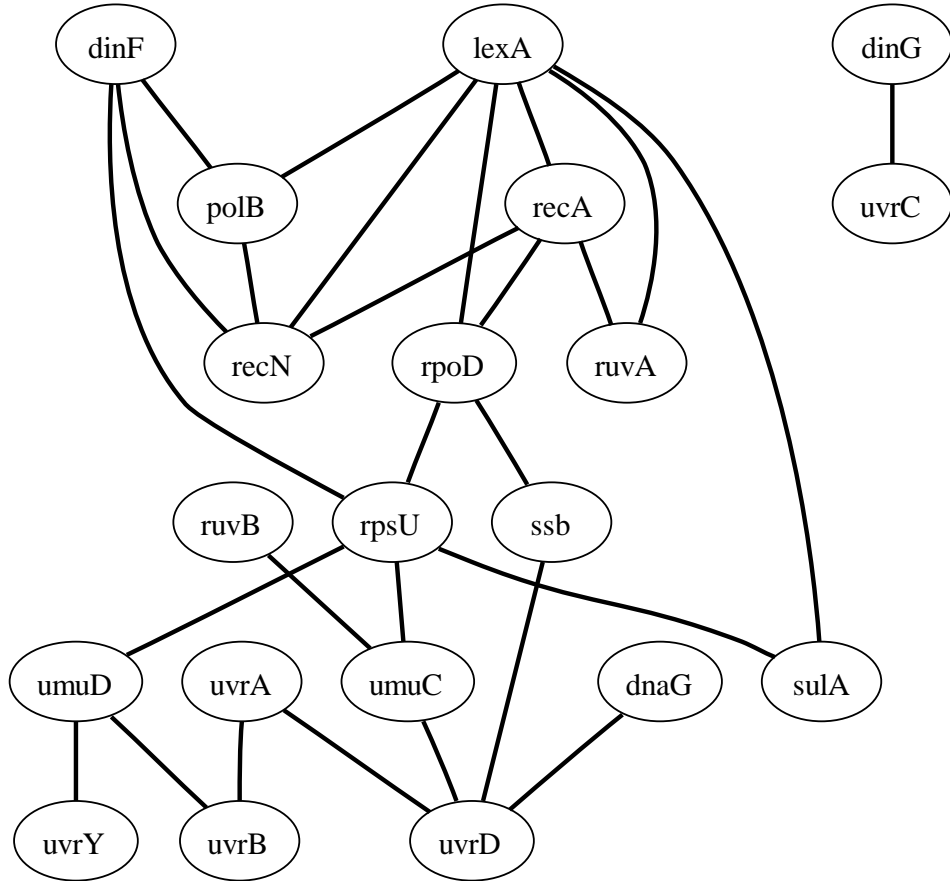 dinF lexA dinG
polB recA uvrC
recN rpoD ruvA
ruvB rpsU ssb
umuD uvrA umuC dnaG sulA
uvrY uvrB uvrD